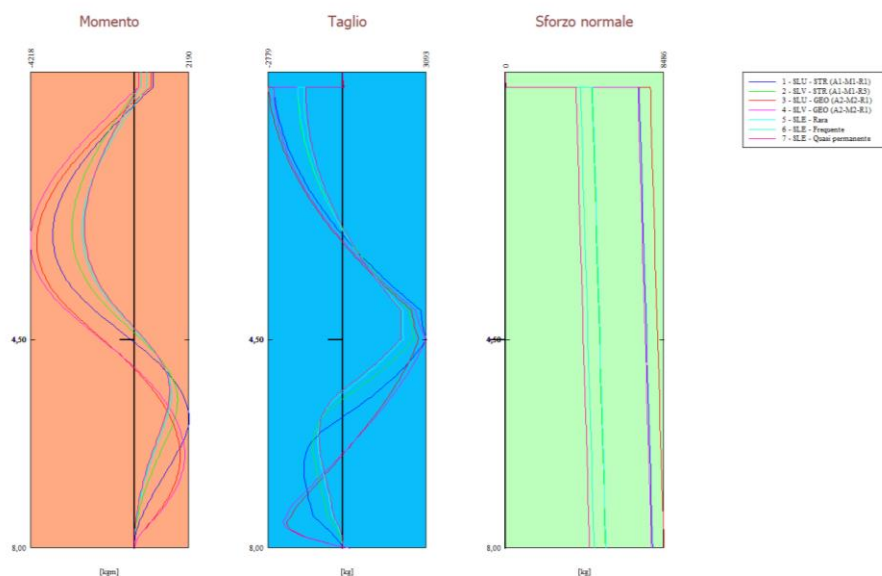 Momento
Taglio
Sforzo normale
-4218
2190
-2779
3093
0
8486
1 - SLU - STR (A1-M1-R1)
2 - SLV - STR (A1-M1-R3)
3 - SLU - GEO (A2-M2-R1)
4 - SLV - GEO (A2-M2-R1)
5 - SLE - Rara
6 - SLE - Frequente
7 - SLE - Quasi permanente
4,50
4,50
4,50
8,00
8,00
8,00
[kgm]
[kg]
[kg]